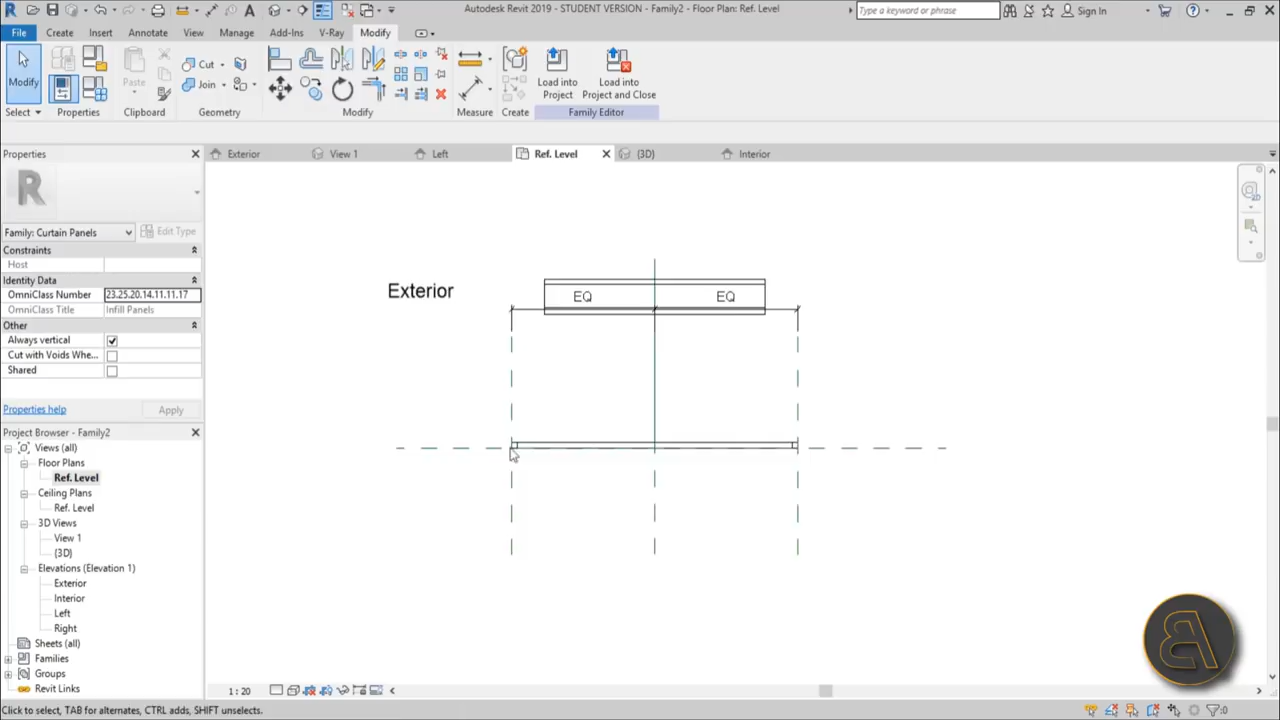 Autodesk Revit 2019 - STUDENT VERSION - Family2 - Floor Plan: Ref. Level
Type a keyword or phrase
Sign In
File Create Insert Annotate View Manage Add-Ins V-Ray Modify
Modify
Paste
Cut
Join
Load into Project
Load into Project and Close
Select Properties Clipboard Geometry Modify Measure Create Family Editor
Properties
Exterior View 1 Left Ref. Level {3D} Interior
R
Family: Curtain Panels
Edit Type
Constraints
Host
Identity Data
OmniClass Number 23.25.20.14.11.11.17
OmniClass Title Infill Panels
Other
Always vertical
Cut with Voids Whe...
Shared
Properties help
Apply
Project Browser - Family2
Views (all)
Floor Plans
Ref. Level
Ceiling Plans
Ref. Level
3D Views
View 1
{3D}
Elevations (Elevation 1)
Exterior
Interior
Left
Right
Sheets (all)
Families
Groups
Revit Links
Exterior
EQ EQ
1 : 20
Click to select, TAB for alternates, CTRL adds, SHIFT unselects.
:0